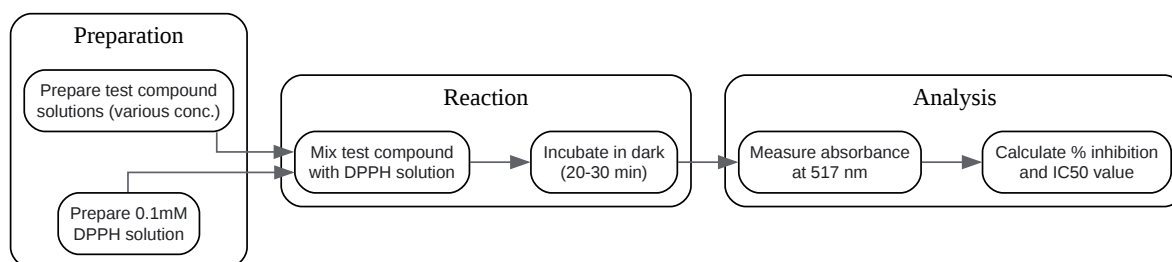 Preparation
Prepare test compound
solutions (various conc.)
Prepare 0.1mM
DPPH solution
Reaction
Mix test compound
with DPPH solution
Incubate in dark
(20-30 min)
Analysis
Measure absorbance
at 517 nm
Calculate % inhibition
and IC50 value